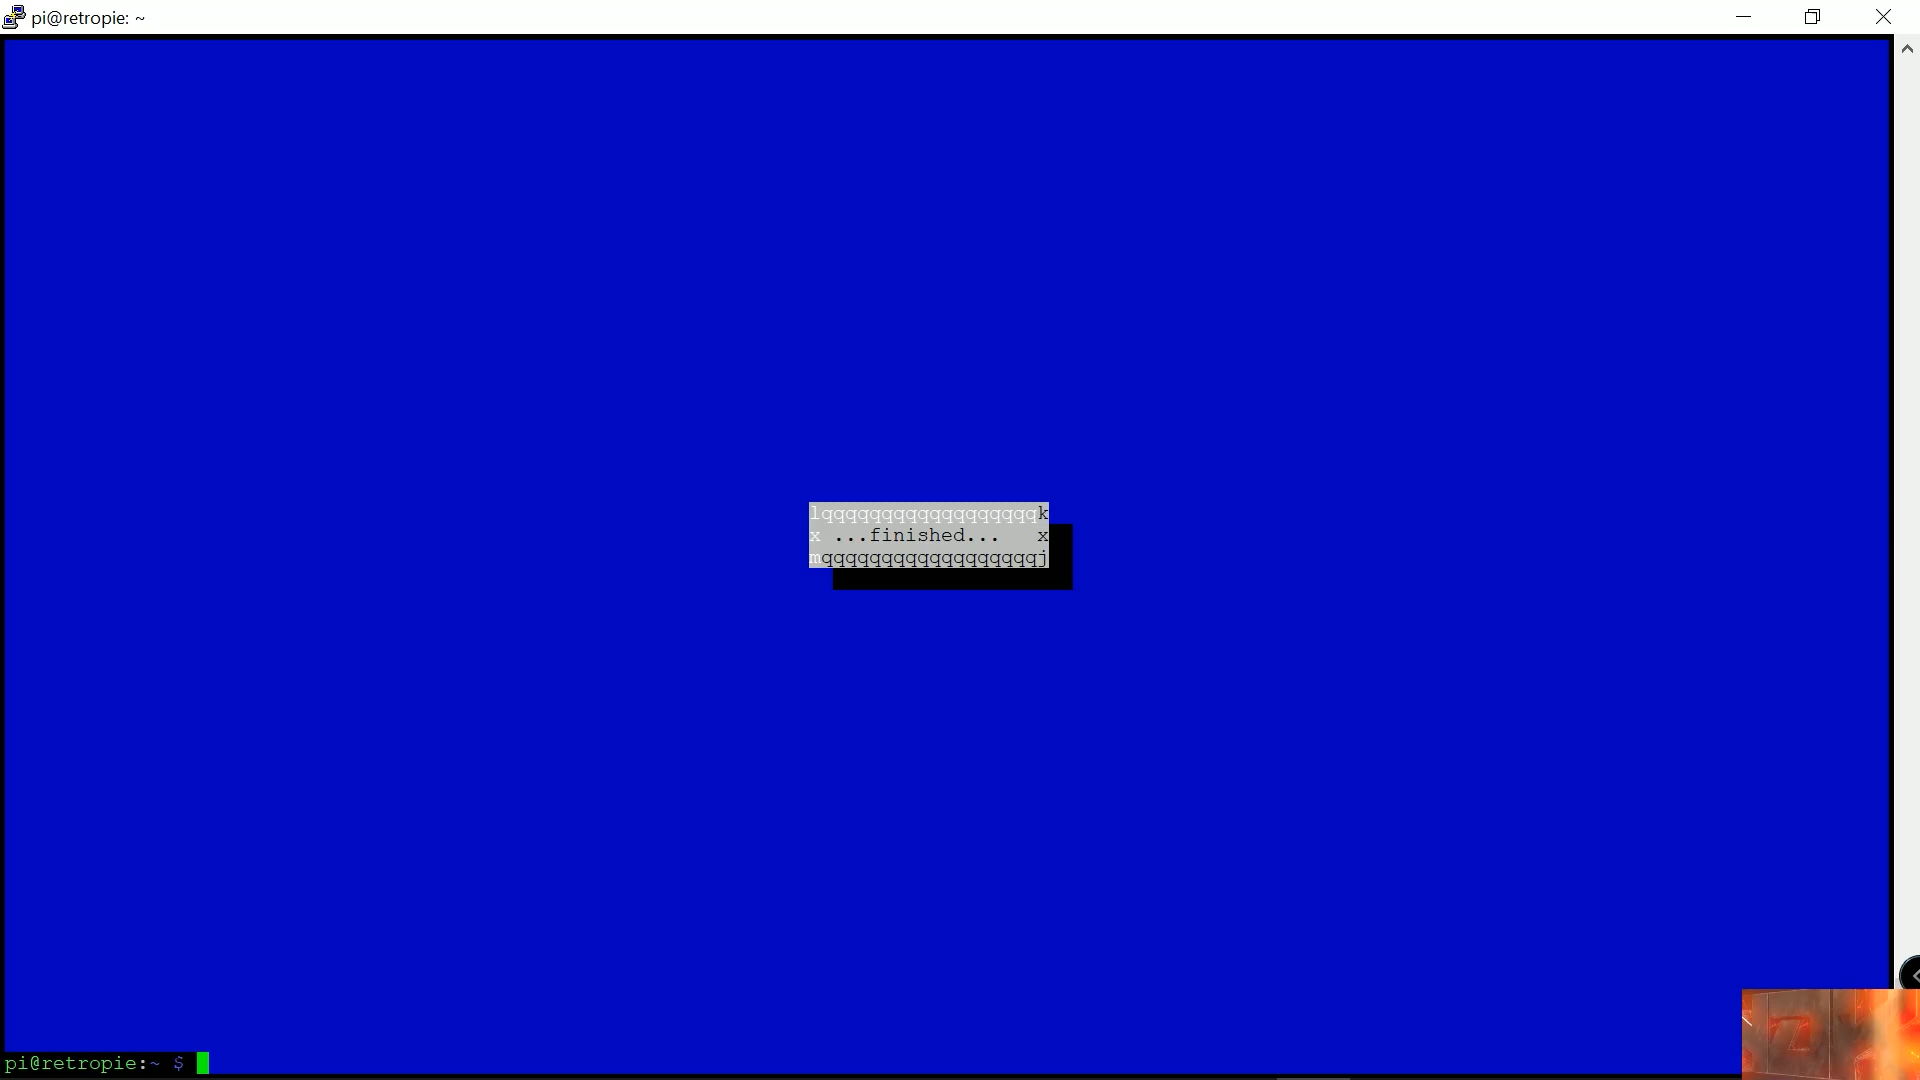 pi@retropie: ~
lqqqqqqqqqqqqqqqqqqk
x ...finished...   x
mqqqqqqqqqqqqqqqqqqj
pi@retropie:~ $